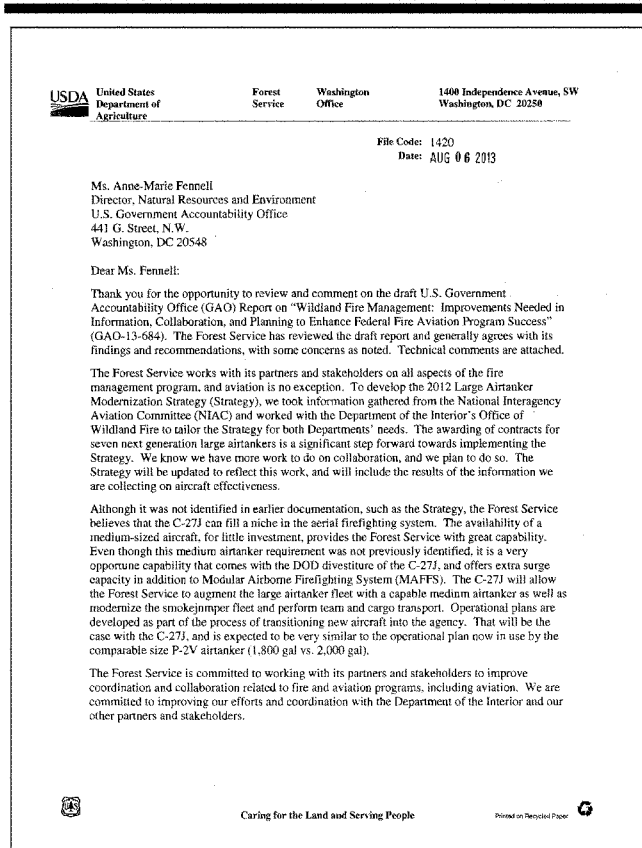 USDA United States Department of Agriculture
Forest Service
Washington Office
1400 Independence Avenue, SW
Washington, DC 20250
File Code: 1420
Date: AUG 06 2013
Ms. Anne-Marie Fennell
Director, Natural Resources and Environment
U.S. Government Accountability Office
441 G. Street, N.W.
Washington, DC 20548
Dear Ms. Fennell:
Thank you for the opportunity to review and comment on the draft U.S. Government
Accountability Office (GAO) Report on "Wildland Fire Management: Improvements Needed in
Information, Collaboration, and Planning to Enhance Federal Fire Aviation Program Success"
(GAO-13-684). The Forest Service has reviewed the draft report and generally agrees with its
findings and recommendations, with some concerns as noted. Technical comments are attached.
The Forest Service works with its partners and stakeholders on all aspects of the fire
management program, and aviation is no exception. To develop the 2012 Large Airtanker
Modernization Strategy (Strategy), we took information gathered from the National Interagency
Aviation Committee (NIAC) and worked with the Department of the Interior's Office of
Wildland Fire to tailor the Strategy for both Departments' needs. The awarding of contracts for
seven next generation large airtankers is a significant step forward towards implementing the
Strategy. We know we have more work to do on collaboration, and we plan to do so. The
Strategy will be updated to reflect this work, and will include the results of the information we
are collecting on aircraft effectiveness.
Although it was not identified in earlier documentation, such as the Strategy, the Forest Service
believes that the C-27J can fill a niche in the aerial firefighting system. The availability of a
medium-sized aircraft, for little investment, provides the Forest Service with great capability.
Even though this medium airtanker requirement was not previously identified, it is a very
opportune capability that comes with the DOD divestiture of the C-27J, and offers extra surge
capacity in addition to Modular Airborne Firefighting System (MAFFS). The C-27J will allow
the Forest Service to augment the large airtanker fleet with a capable medium airtanker as well as
modernize the smokejumper fleet and perform team and cargo transport. Operational plans are
developed as part of the process of transitioning new aircraft into the agency. That will be the
case with the C-27J, and is expected to be very similar to the operational plan now in use by the
comparable size P-2V airtanker (1,800 gal vs. 2,000 gal).
The Forest Service is committed to working with its partners and stakeholders to improve
coordination and collaboration related to fire and aviation programs, including aviation. We are
committed to improving our efforts and coordination with the Department of the Interior and our
other partners and stakeholders.
Caring for the Land and Serving People
Printed on Recycled Paper